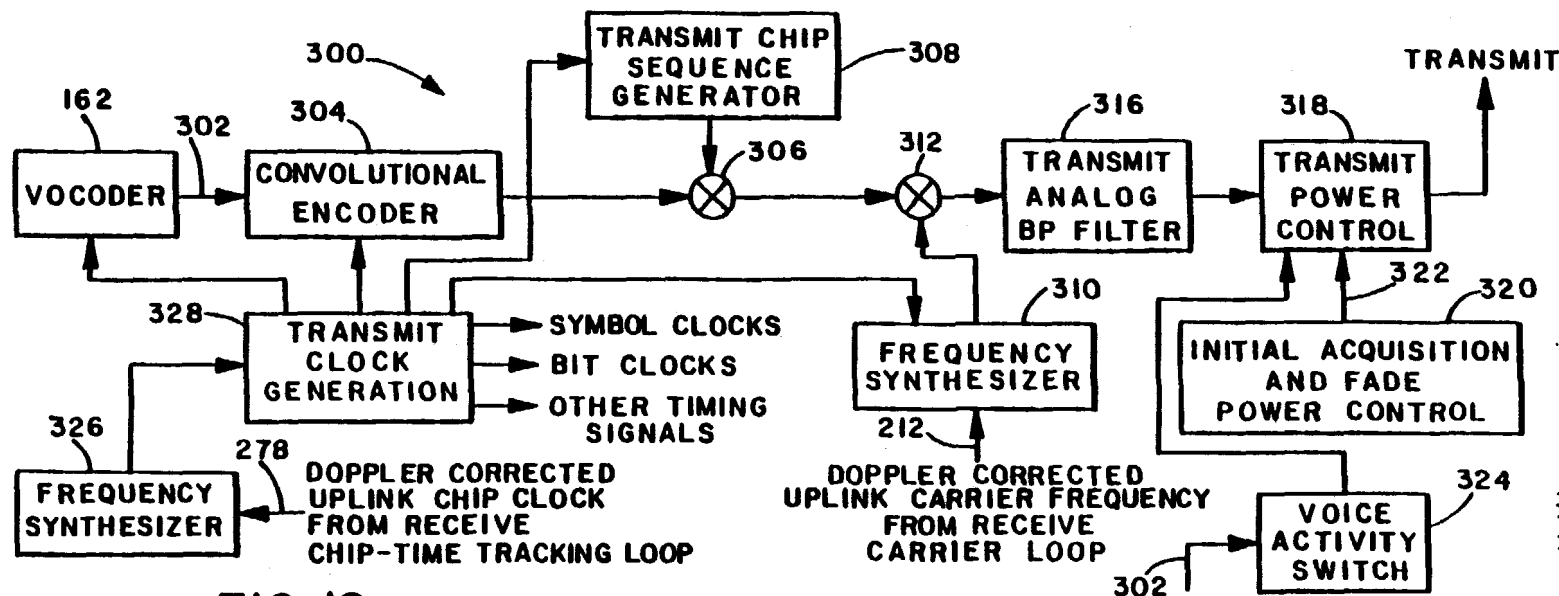 300
TRANSMIT CHIP
SEQUENCE
GENERATOR
308
TRANSMIT
162
302
304
306
312
316
318
VOCODER
CONVOLUTIONAL
ENCODER
TRANSMIT
ANALOG
BP FILTER
TRANSMIT
POWER
CONTROL
328
TRANSMIT
CLOCK
GENERATION
SYMBOL CLOCKS
BIT CLOCKS
OTHER TIMING
SIGNALS
310
FREQUENCY
SYNTHESIZER
322
320
INITIAL ACQUISITION
AND FADE
POWER CONTROL
326
FREQUENCY
SYNTHESIZER
278
DOPPLER CORRECTED
UPLINK CHIP CLOCK
FROM RECEIVE
CHIP-TIME TRACKING LOOP
212
DOPPLER CORRECTED
UPLINK CARRIER FREQUENCY
FROM RECEIVE
CARRIER LOOP
324
VOICE
ACTIVITY
SWITCH
302